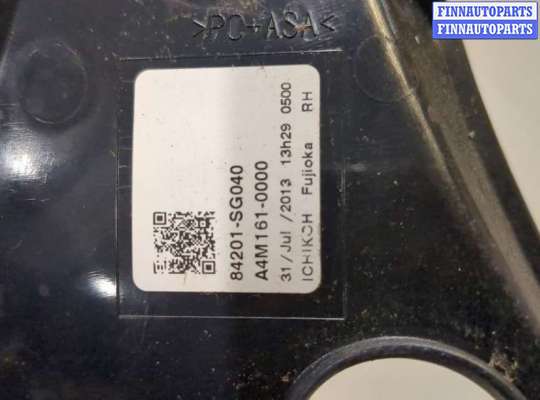 FINNAUTOPARTS
FINNAUTOPARTS
>PC+ASA<
84201-SG040
A4M161-0000
31/Jul /2013 13h29 0500
ICHIKOH Fujioka RH